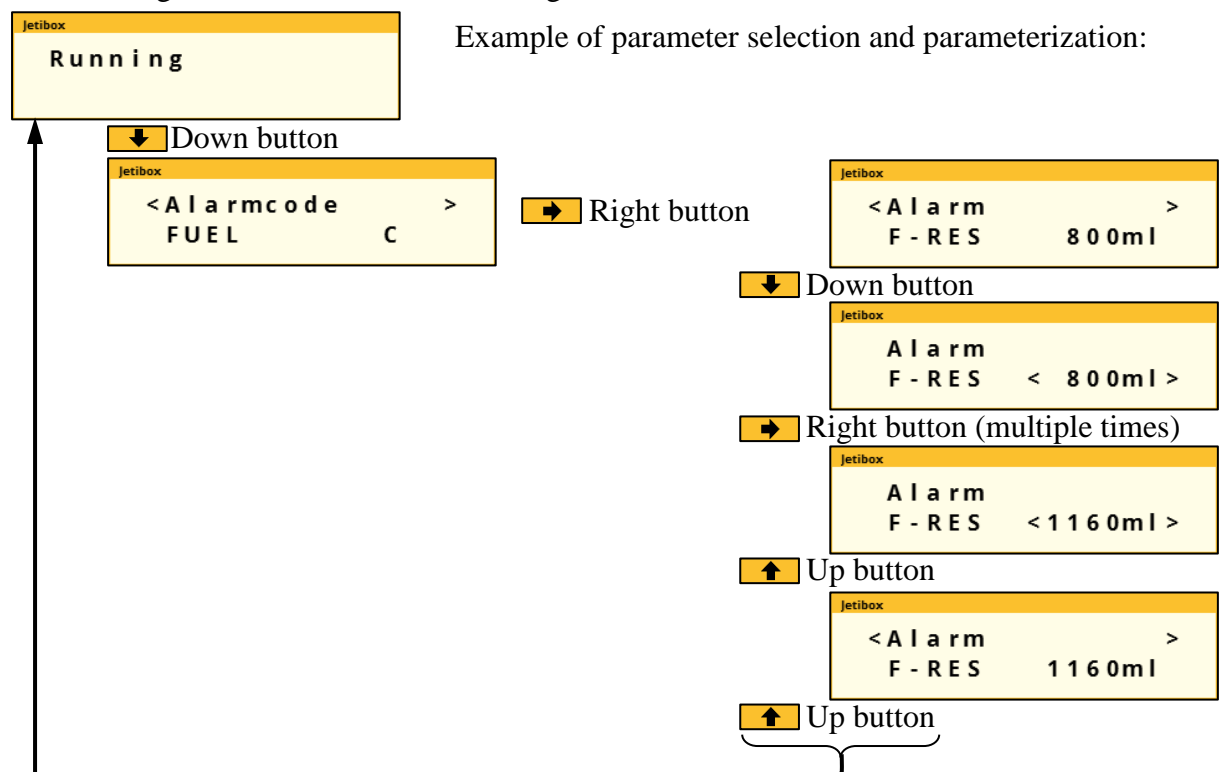 Jetibox
Running
Example of parameter selection and parameterization:
Down button
Jetibox
<Alarmcode >
FUEL C
Right button
Jetibox
<Alarm >
F-RES 800ml
Down button
Jetibox
Alarm
F-RES < 800ml>
Right button (multiple times)
Jetibox
Alarm
F-RES <1160ml>
Up button
Jetibox
<Alarm >
F-RES 1160ml
Up button